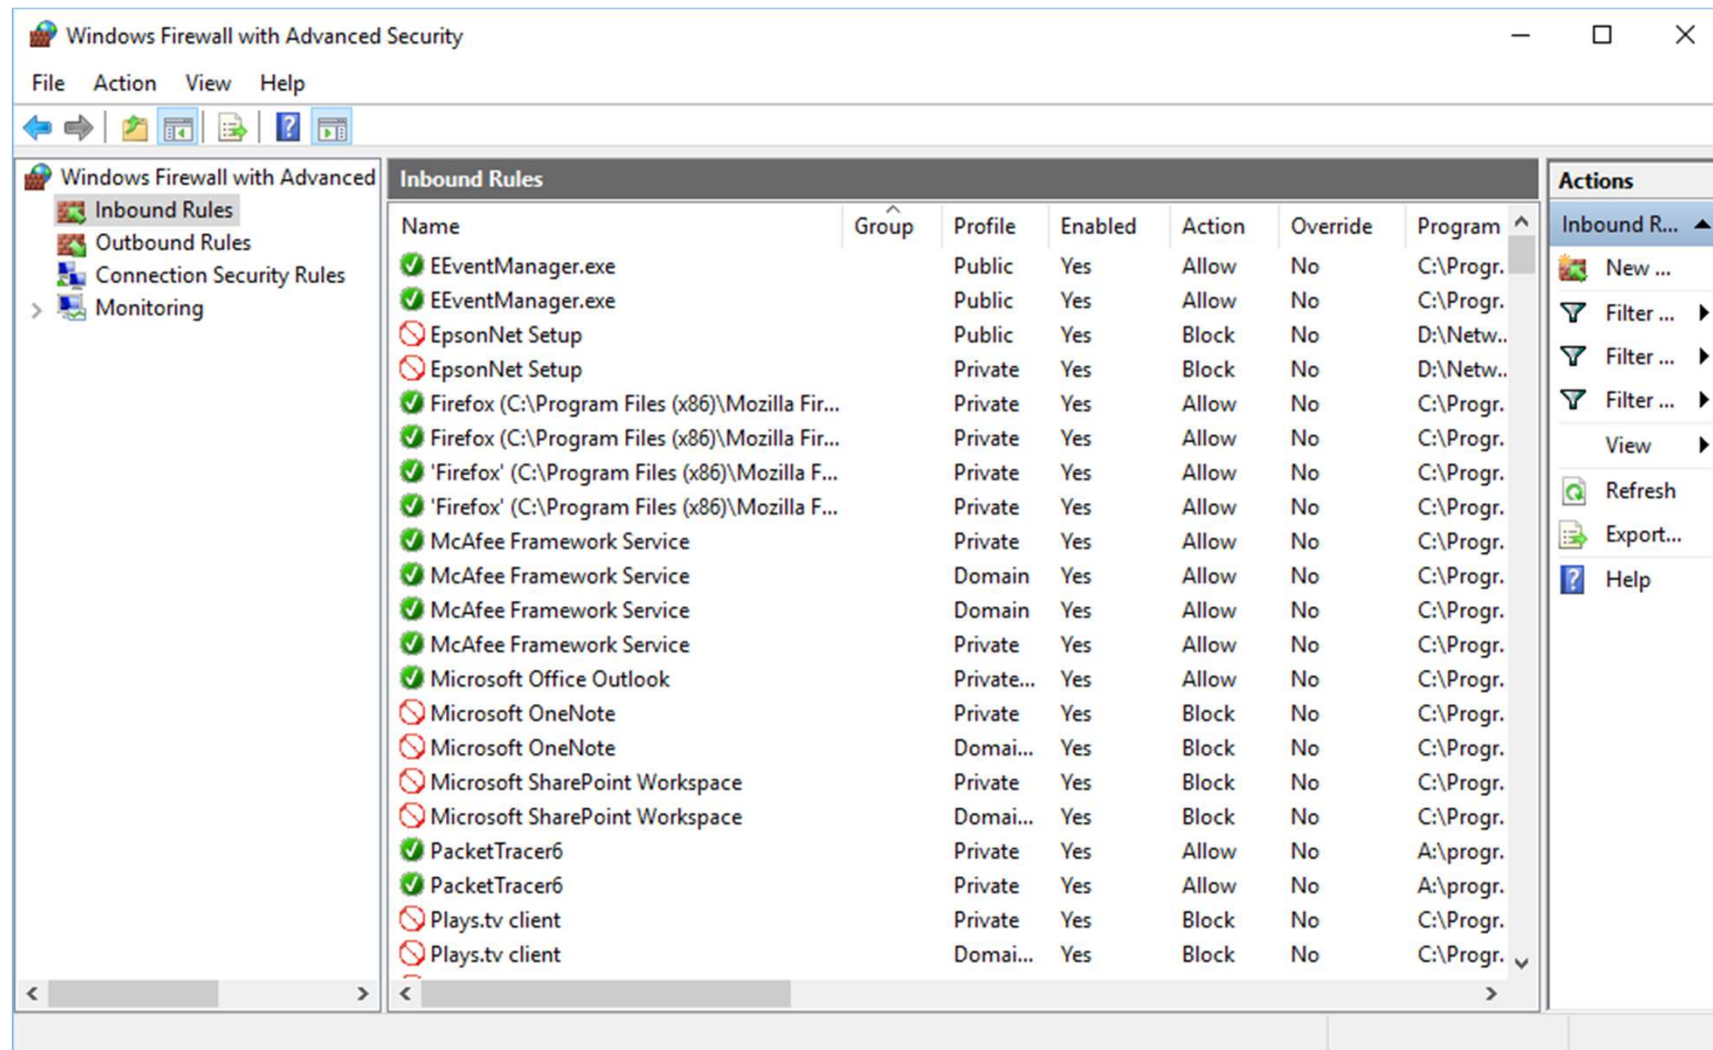 Windows Firewall with Advanced Security
File Action View Help
Windows Firewall with Advanced
Inbound Rules
Outbound Rules
Connection Security Rules
Monitoring
Inbound Rules
Name Group Profile Enabled Action Override Program
EEventManager.exe Public Yes Allow No C:\Progr.
EEventManager.exe Public Yes Allow No C:\Progr.
EpsonNet Setup Public Yes Block No D:\Netw..
EpsonNet Setup Private Yes Block No D:\Netw..
Firefox (C:\Program Files (x86)\Mozilla Fir... Private Yes Allow No C:\Progr.
Firefox (C:\Program Files (x86)\Mozilla Fir... Private Yes Allow No C:\Progr.
'Firefox' (C:\Program Files (x86)\Mozilla F... Private Yes Allow No C:\Progr.
'Firefox' (C:\Program Files (x86)\Mozilla F... Private Yes Allow No C:\Progr.
McAfee Framework Service Private Yes Allow No C:\Progr.
McAfee Framework Service Domain Yes Allow No C:\Progr.
McAfee Framework Service Domain Yes Allow No C:\Progr.
McAfee Framework Service Private Yes Allow No C:\Progr.
Microsoft Office Outlook Private... Yes Allow No C:\Progr.
Microsoft OneNote Private Yes Block No C:\Progr.
Microsoft OneNote Domai... Yes Block No C:\Progr.
Microsoft SharePoint Workspace Private Yes Block No C:\Progr.
Microsoft SharePoint Workspace Domai... Yes Block No C:\Progr.
PacketTracer6 Private Yes Allow No A:\progr.
PacketTracer6 Private Yes Allow No A:\progr.
Plays.tv client Private Yes Block No C:\Progr.
Plays.tv client Domai... Yes Block No C:\Progr.
Actions
Inbound R...
New ...
Filter ...
Filter ...
Filter ...
View
Refresh
Export...
Help